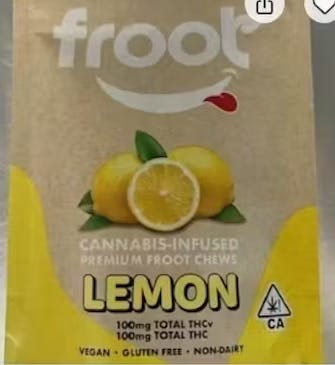 froot
CANNABIS-INFUSED
PREMIUM FROOT CHEWS
LEMON
100mg TOTAL THCv
100mg TOTAL THC
CA
VEGAN • GLUTEN FREE • NON-DAIRY